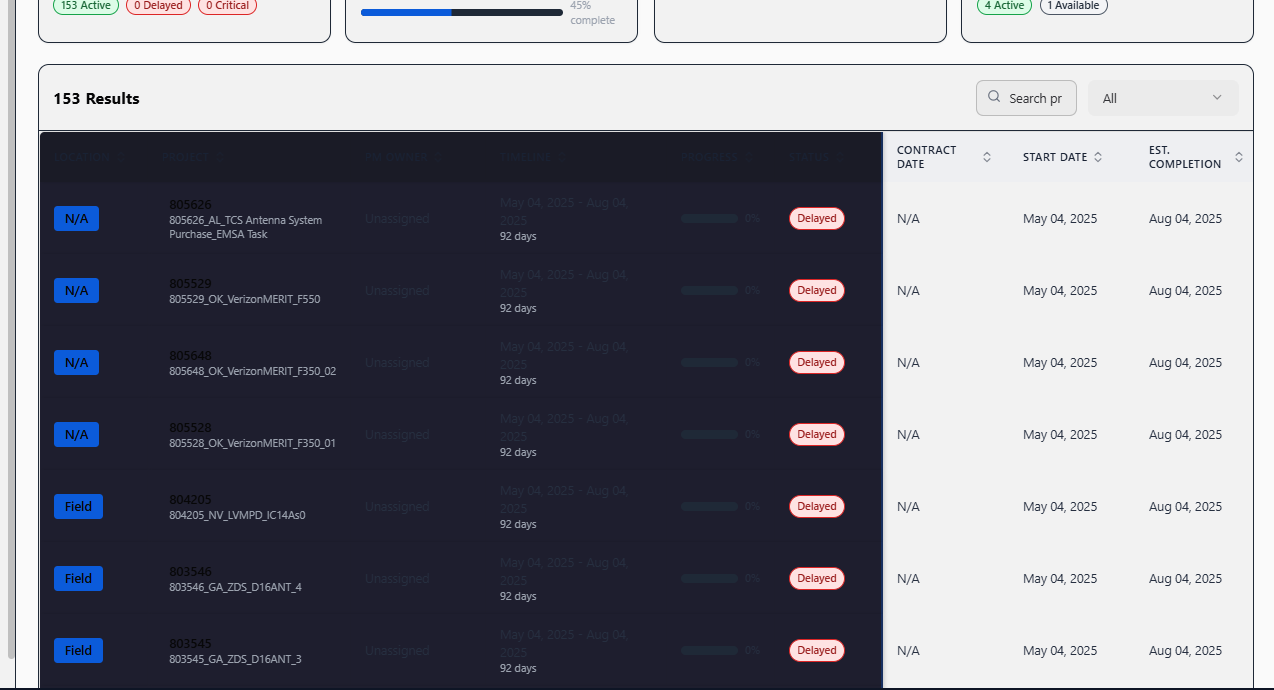 153 Active 0 Delayed 0 Critical
45%
complete
4 Active 1 Available
153 Results
Search pr
All
LOCATION PROJECT PM OWNER TIMELINE PROGRESS STATUS CONTRACT DATE START DATE EST. COMPLETION
N/A
805626
805626_AL_TCS Antenna System
Purchase_EMSA Task
Unassigned
May 04, 2025 - Aug 04,
2025
92 days
0%
Delayed
N/A
May 04, 2025
Aug 04, 2025
N/A
805529
805529_OK_VerizonMERIT_F550
Unassigned
May 04, 2025 - Aug 04,
2025
92 days
0%
Delayed
N/A
May 04, 2025
Aug 04, 2025
N/A
805648
805648_OK_VerizonMERIT_F350_02
Unassigned
May 04, 2025 - Aug 04,
2025
92 days
0%
Delayed
N/A
May 04, 2025
Aug 04, 2025
N/A
805528
805528_OK_VerizonMERIT_F350_01
Unassigned
May 04, 2025 - Aug 04,
2025
92 days
0%
Delayed
N/A
May 04, 2025
Aug 04, 2025
Field
804205
804205_NV_LVMPD_IC14As0
Unassigned
May 04, 2025 - Aug 04,
2025
92 days
0%
Delayed
N/A
May 04, 2025
Aug 04, 2025
Field
803546
803546_GA_ZDS_D16ANT_4
Unassigned
May 04, 2025 - Aug 04,
2025
92 days
0%
Delayed
N/A
May 04, 2025
Aug 04, 2025
Field
803545
803545_GA_ZDS_D16ANT_3
Unassigned
May 04, 2025 - Aug 04,
2025
92 days
0%
Delayed
N/A
May 04, 2025
Aug 04, 2025